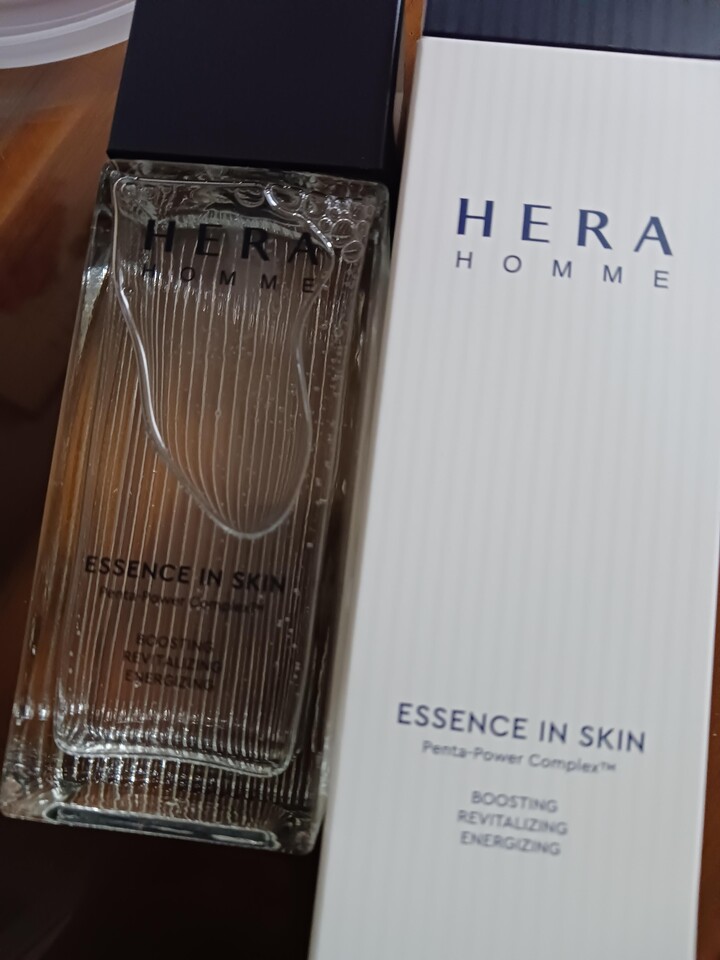 HERA
HOMME
ESSENCE IN SKIN
Penta-Power Complex™
BOOSTING
REVITALIZING
ENERGIZING
HERA
HOMME
ESSENCE IN SKIN
Penta-Power Complex™
BOOSTING
REVITALIZING
ENERGIZING